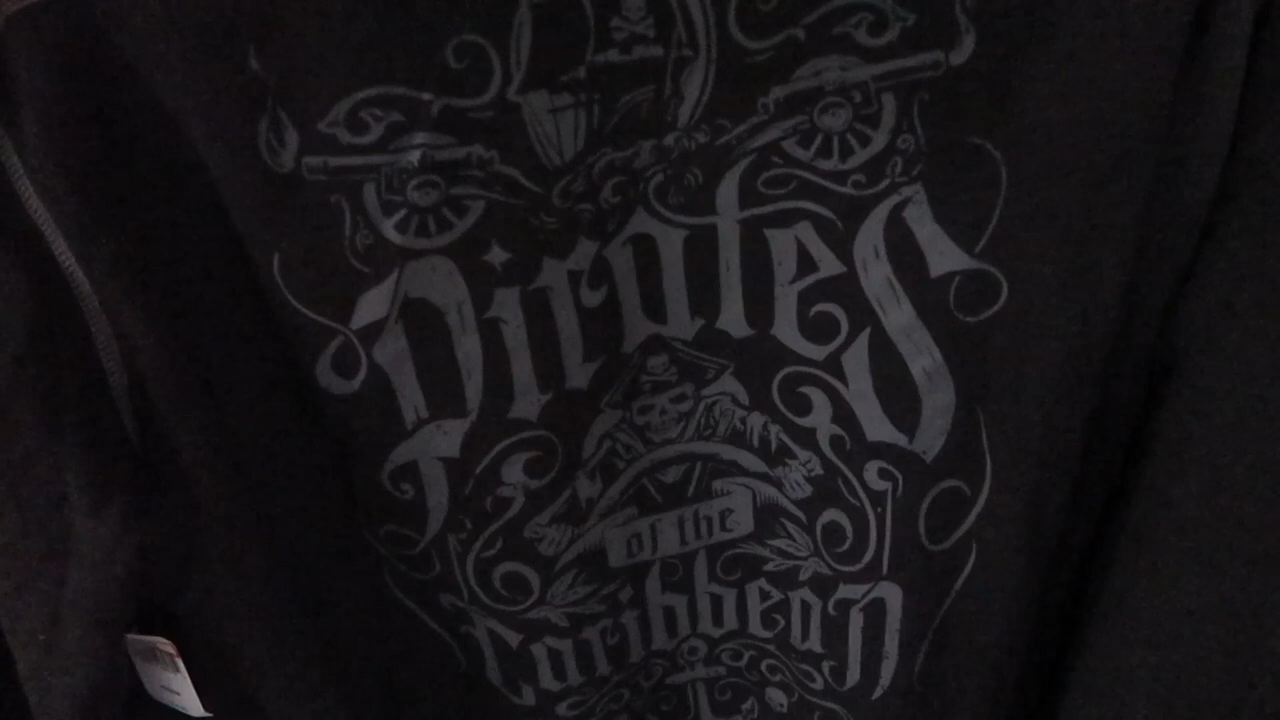 Pirates
of the
Caribbean